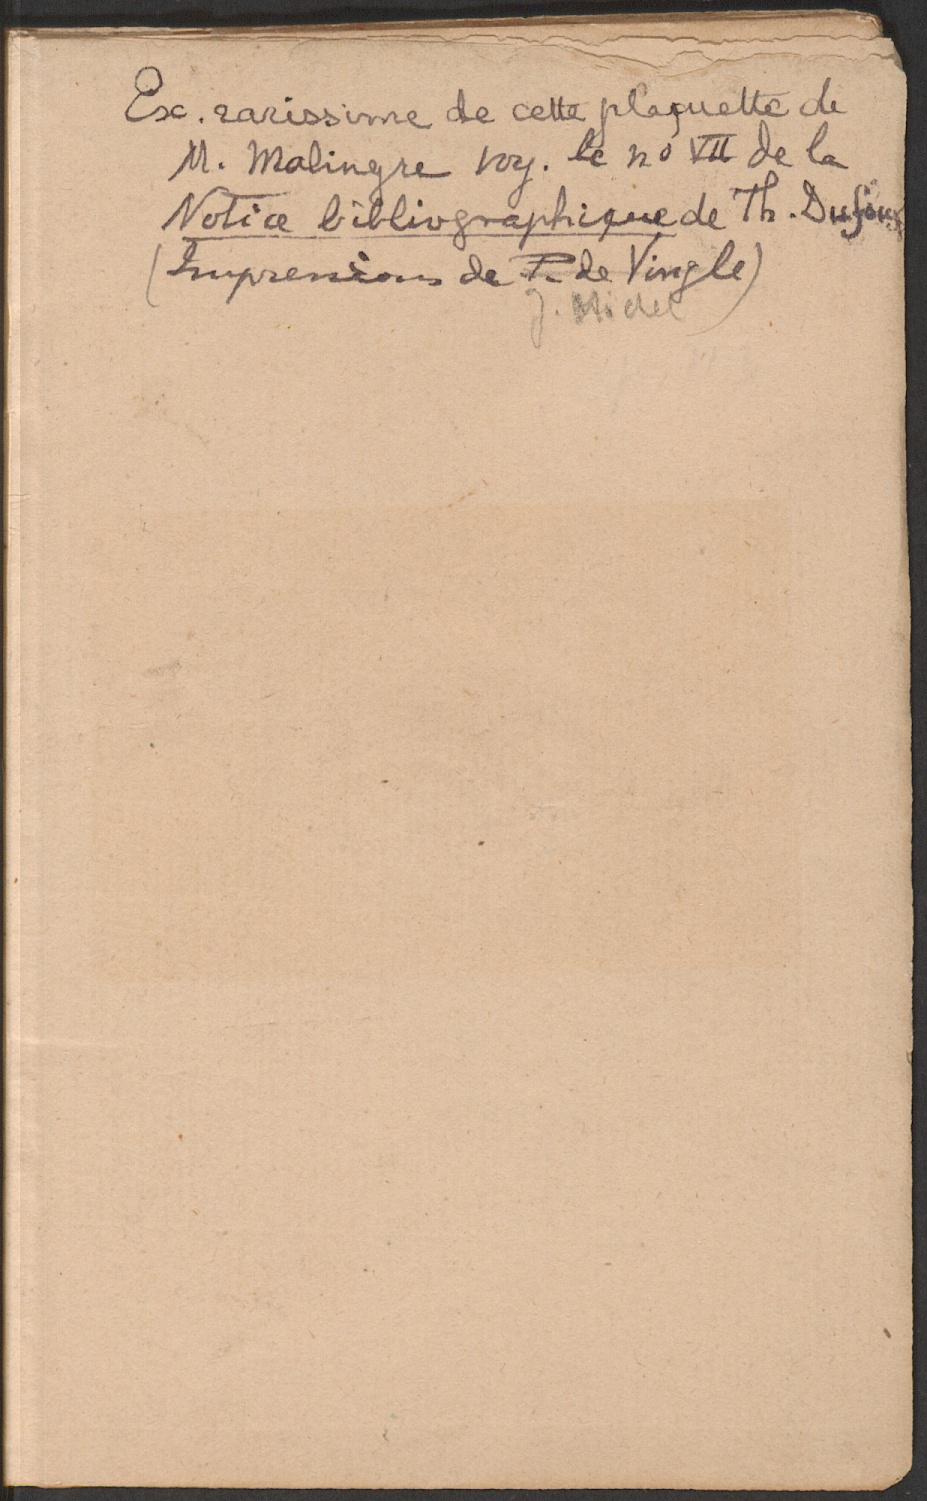 Ex. rarissime de cette plaquette de
M. Malingre voy. le no VII de la
Notice bibliographique de Th. Dufour
(Impressions de P. de Vingle)
J. Michel